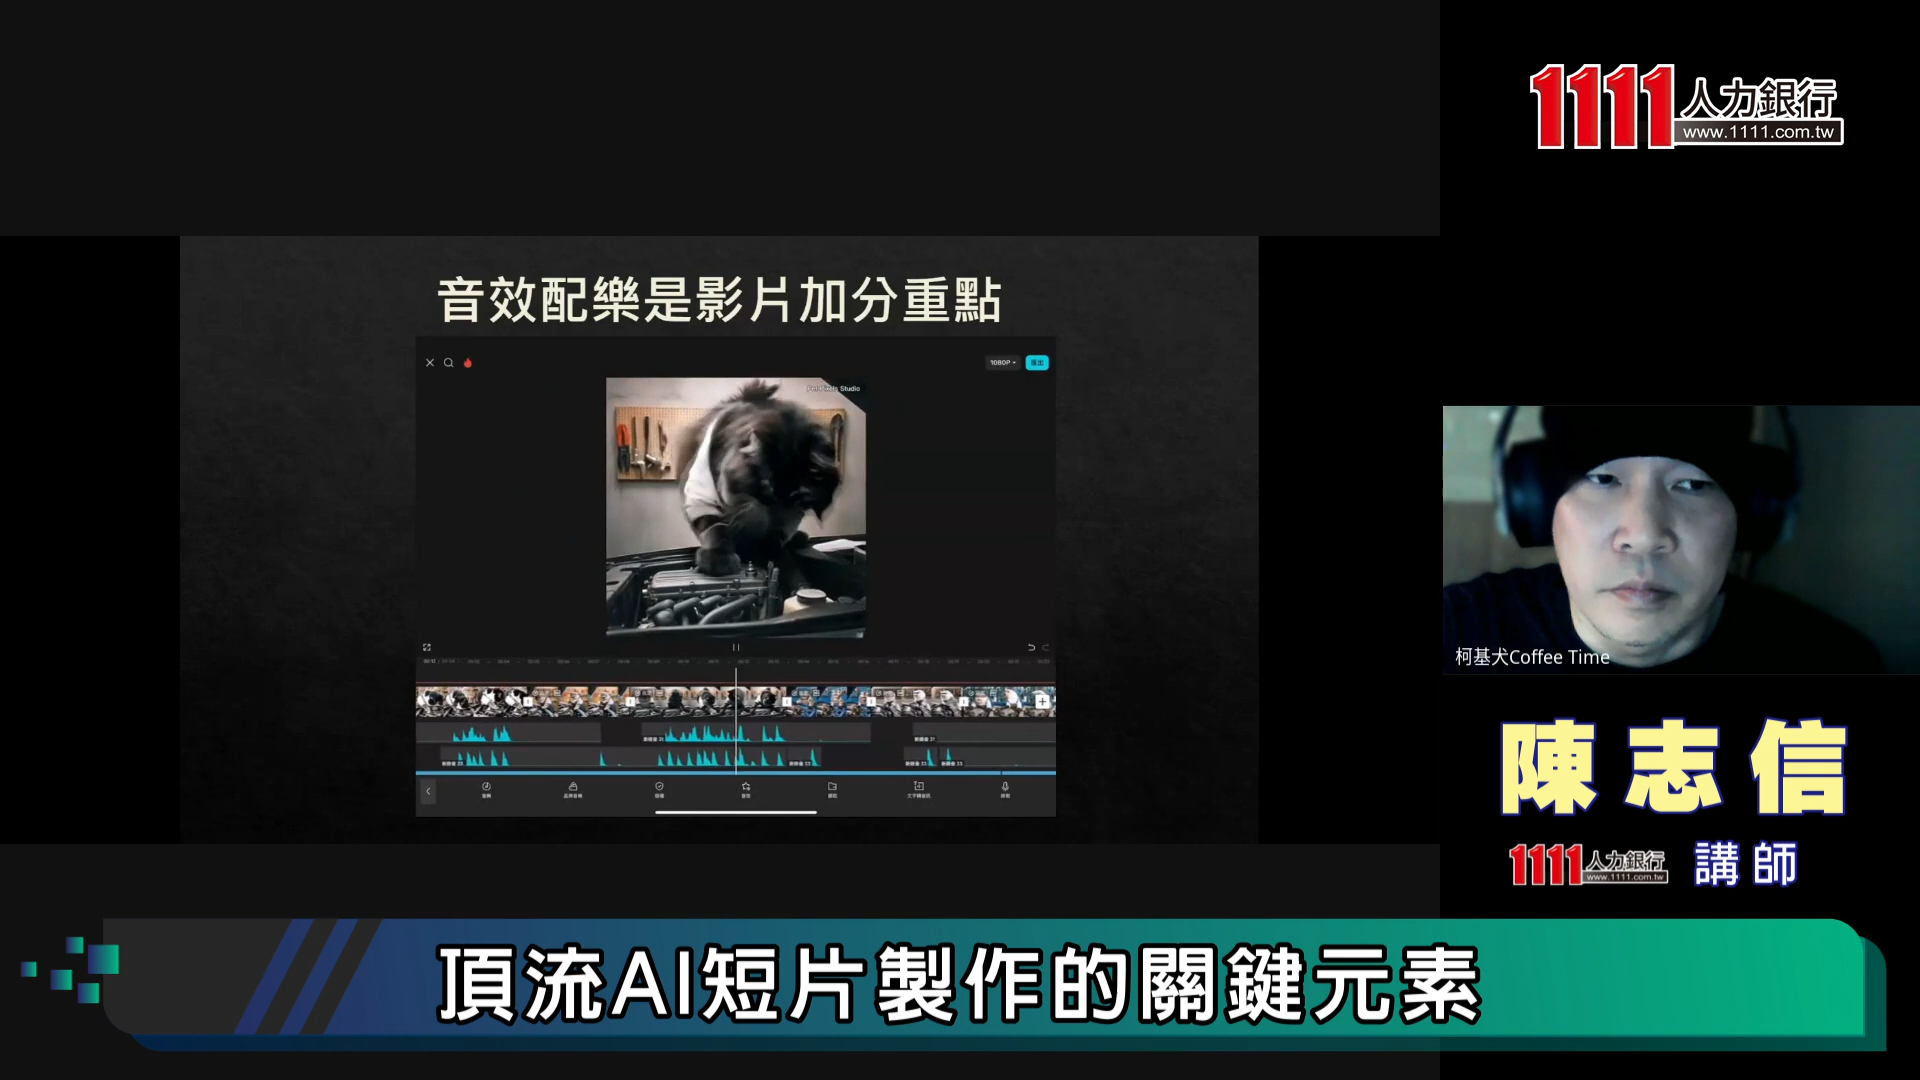 1111人力銀行
www.1111.com.tw
音效配樂是影片加分重點
1080P
匯出
Studio
柯基犬Coffee Time
陳志信
1111人力銀行
www.1111.com.tw
講師
頂流AI短片製作的關鍵元素